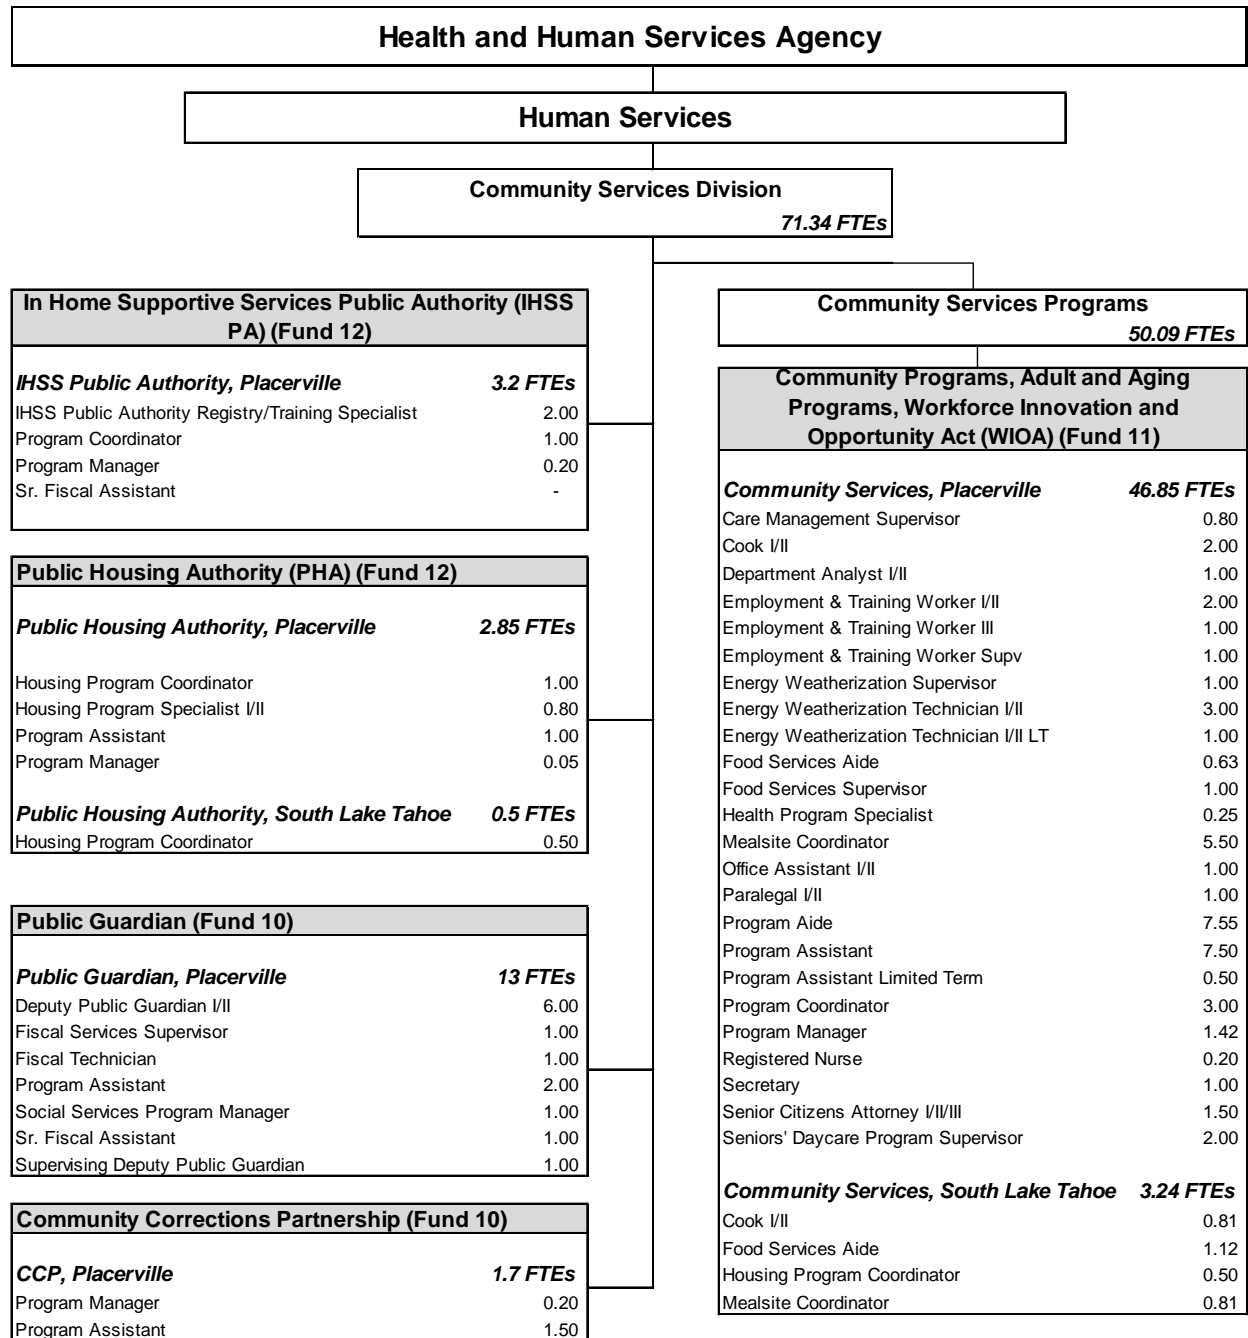 Health and Human Services Agency
Human Services
Community Services Division
71.34 FTEs
In Home Supportive Services Public Authority (IHSS
PA) (Fund 12)
IHSS Public Authority, Placerville 3.2 FTEs
IHSS Public Authority Registry/Training Specialist 2.00
Program Coordinator 1.00
Program Manager 0.20
Sr. Fiscal Assistant -
Public Housing Authority (PHA) (Fund 12)
Public Housing Authority, Placerville 2.85 FTEs
Housing Program Coordinator 1.00
Housing Program Specialist I/II 0.80
Program Assistant 1.00
Program Manager 0.05
Public Housing Authority, South Lake Tahoe 0.5 FTEs
Housing Program Coordinator 0.50
Public Guardian (Fund 10)
Public Guardian, Placerville 13 FTEs
Deputy Public Guardian I/II 6.00
Fiscal Services Supervisor 1.00
Fiscal Technician 1.00
Program Assistant 2.00
Social Services Program Manager 1.00
Sr. Fiscal Assistant 1.00
Supervising Deputy Public Guardian 1.00
Community Corrections Partnership (Fund 10)
CCP, Placerville 1.7 FTEs
Program Manager 0.20
Program Assistant 1.50
Community Services Programs
50.09 FTEs
Community Programs, Adult and Aging
Programs, Workforce Innovation and
Opportunity Act (WIOA) (Fund 11)
Community Services, Placerville 46.85 FTEs
Care Management Supervisor 0.80
Cook I/II 2.00
Department Analyst I/II 1.00
Employment & Training Worker I/II 2.00
Employment & Training Worker III 1.00
Employment & Training Worker Supv 1.00
Energy Weatherization Supervisor 1.00
Energy Weatherization Technician I/II 3.00
Energy Weatherization Technician I/II LT 1.00
Food Services Aide 0.63
Food Services Supervisor 1.00
Health Program Specialist 0.25
Mealsite Coordinator 5.50
Office Assistant I/II 1.00
Paralegal I/II 1.00
Program Aide 7.55
Program Assistant 7.50
Program Assistant Limited Term 0.50
Program Coordinator 3.00
Program Manager 1.42
Registered Nurse 0.20
Secretary 1.00
Senior Citizens Attorney I/II/III 1.50
Seniors' Daycare Program Supervisor 2.00
Community Services, South Lake Tahoe 3.24 FTEs
Cook I/II 0.81
Food Services Aide 1.12
Housing Program Coordinator 0.50
Mealsite Coordinator 0.81